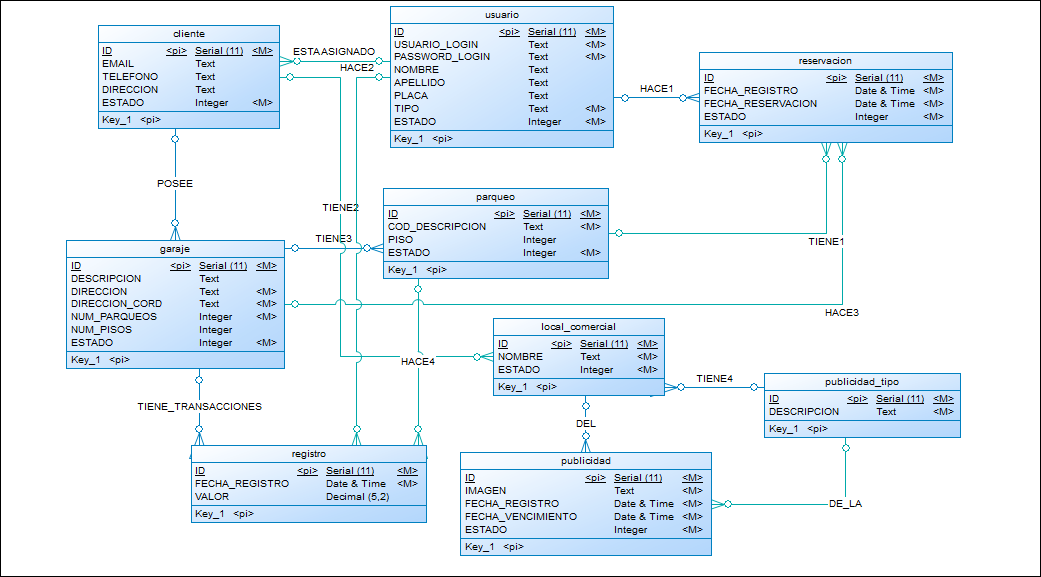 cliente
ID <pi> Serial (11) <M>
EMAIL Text
TELEFONO Text
DIRECCION Text
ESTADO Integer <M>
Key_1 <pi>
ESTA ASIGNADO
HACE2
usuario
ID <pi> Serial (11) <M>
USUARIO_LOGIN Text <M>
PASSWORD_LOGIN Text <M>
NOMBRE Text
APELLIDO Text
PLACA Text
TIPO Text <M>
ESTADO Integer <M>
Key_1 <pi>
HACE1
reservacion
ID <pi> Serial (11) <M>
FECHA_REGISTRO Date & Time <M>
FECHA_RESERVACION Date & Time <M>
ESTADO Integer <M>
Key_1 <pi>
POSEE
TIENE2
TIENE3
parqueo
ID <pi> Serial (11) <M>
COD_DESCRIPCION Text <M>
PISO Integer
ESTADO Integer <M>
Key_1 <pi>
TIENE1
HACE3
garaje
ID <pi> Serial (11) <M>
DESCRIPCION Text
DIRECCION Text <M>
DIRECCION_CORD Text <M>
NUM_PARQUEOS Integer <M>
NUM_PISOS Integer
ESTADO Integer <M>
Key_1 <pi>
HACE4
local_comercial
ID <pi> Serial (11) <M>
NOMBRE Text <M>
ESTADO Integer <M>
Key_1 <pi>
TIENE4
publicidad_tipo
ID <pi> Serial (11) <M>
DESCRIPCION Text <M>
Key_1 <pi>
TIENE_TRANSACCIONES
DEL
registro
ID <pi> Serial (11) <M>
FECHA_REGISTRO Date & Time <M>
VALOR Decimal (5,2)
Key_1 <pi>
publicidad
ID <pi> Serial (11) <M>
IMAGEN Text <M>
FECHA_REGISTRO Date & Time <M>
FECHA_VENCIMIENTO Date & Time <M>
ESTADO Integer <M>
Key_1 <pi>
DE_LA